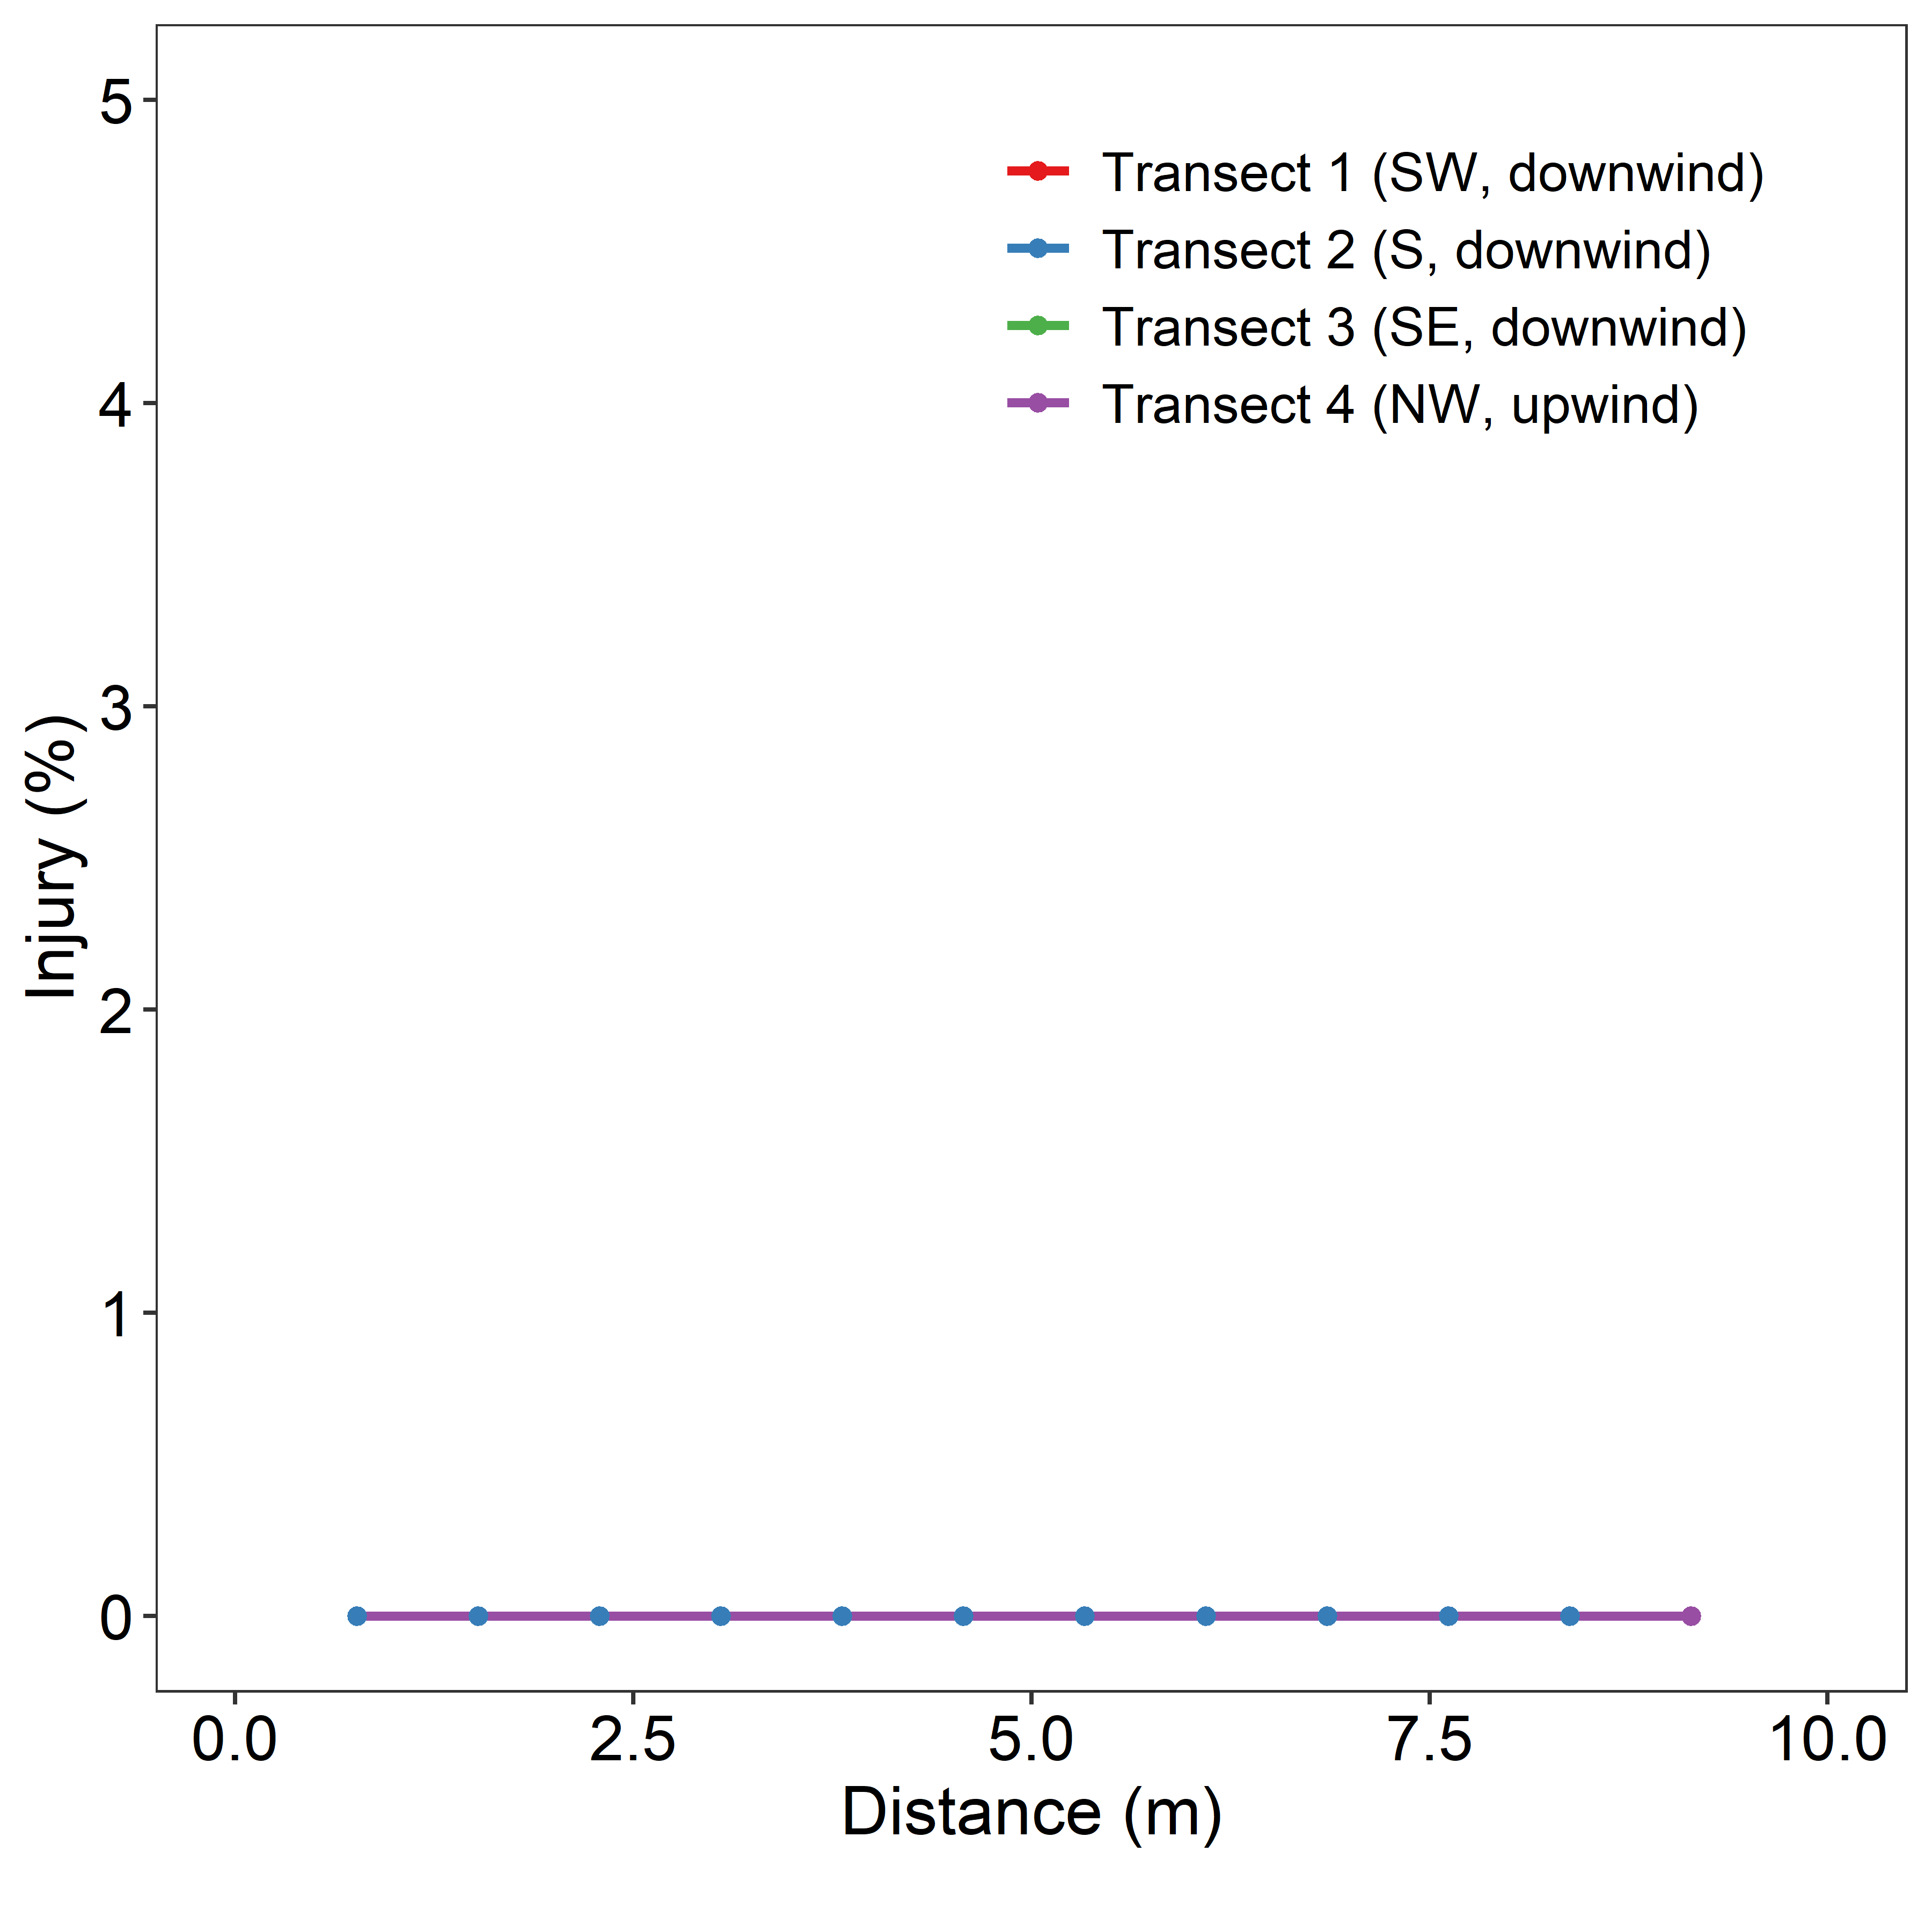 5
4
3
2
1
0
Injury (%)
Transect 1 (SW, downwind)
Transect 2 (S, downwind)
Transect 3 (SE, downwind)
Transect 4 (NW, upwind)
0.0 2.5 5.0 7.5 10.0
Distance (m)